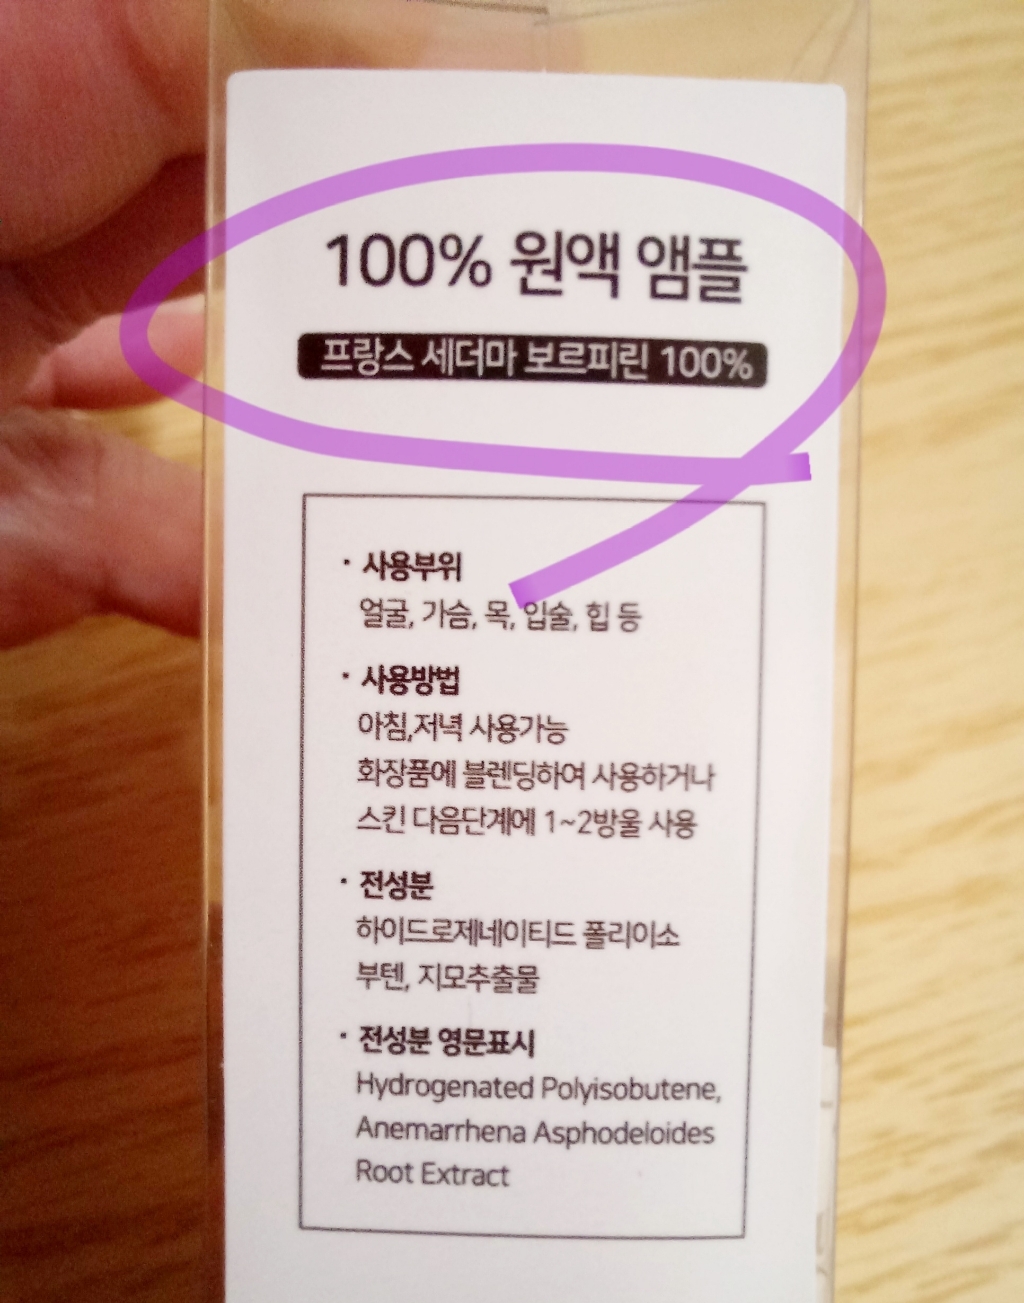 100% 원액 앰플
프랑스 세더마 보르피린 100%
· 사용부위
얼굴, 가슴, 목, 입술, 힙 등
· 사용방법
아침,저녁 사용가능
화장품에 블렌딩하여 사용하거나
스킨 다음단계에 1~2방울 사용
· 전성분
하이드로제네이티드 폴리이소
부텐, 지모추출물
· 전성분 영문표시
Hydrogenated Polyisobutene,
Anemarrhena Asphodeloides
Root Extract